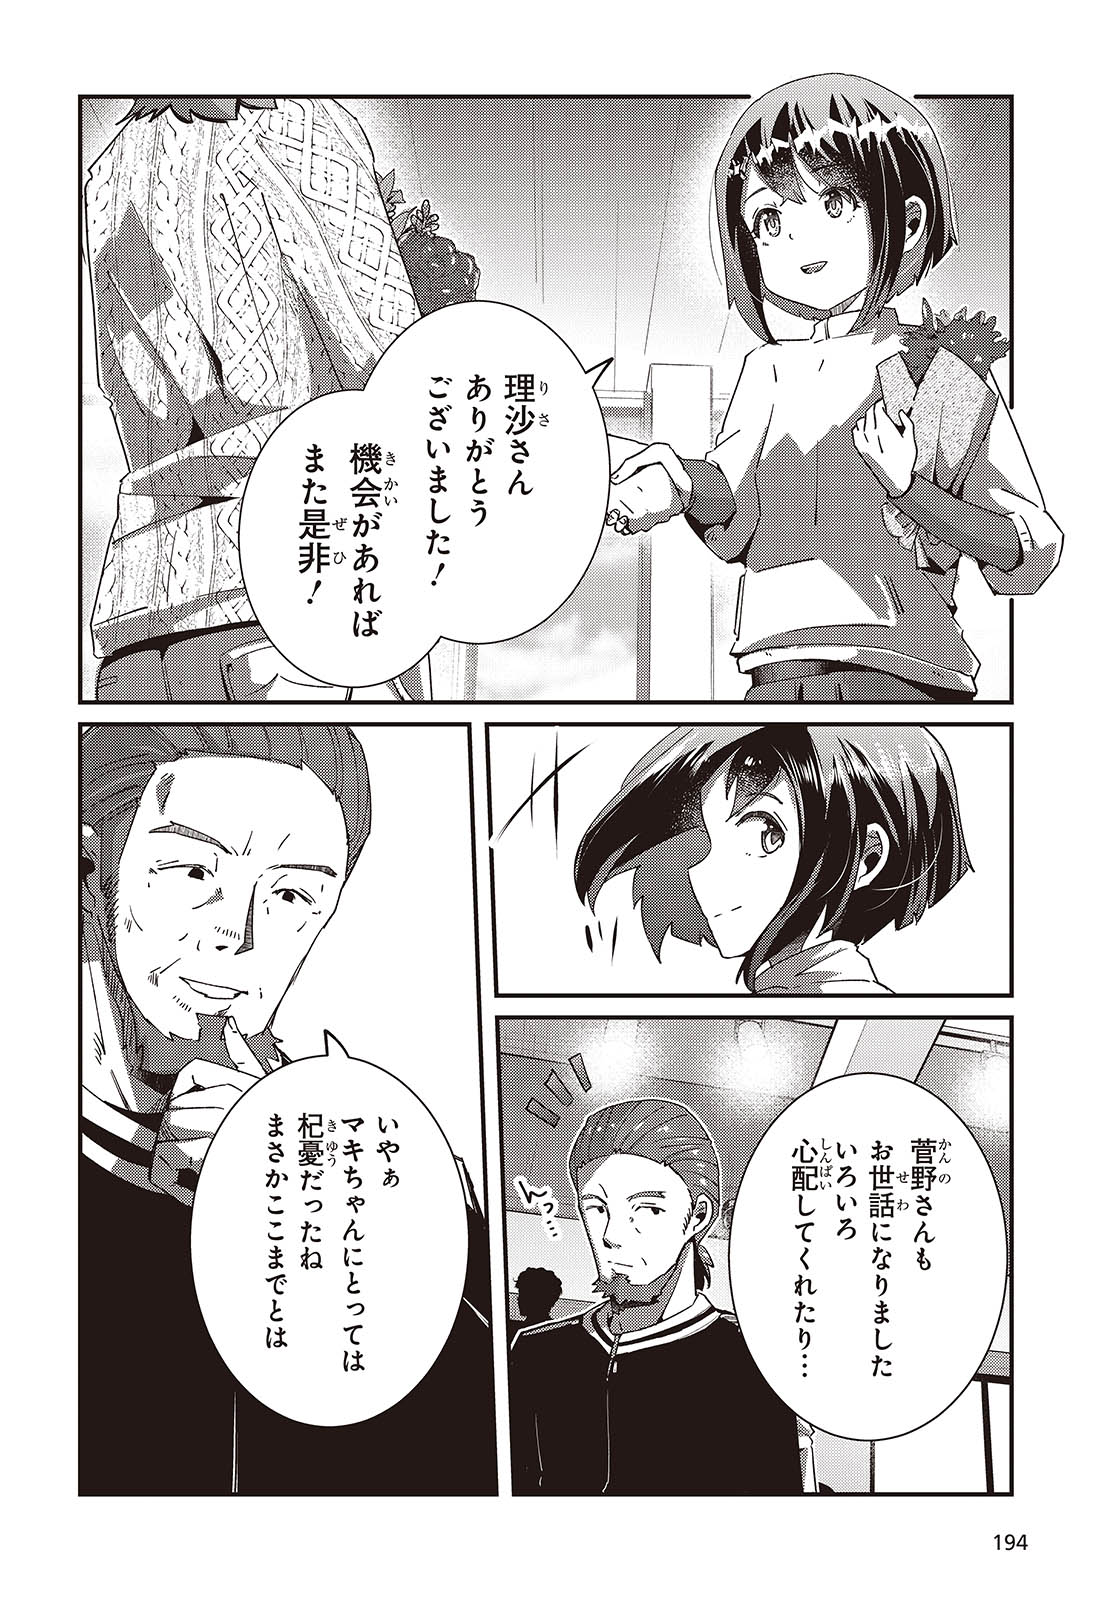 理沙さん
ありがとう
ございました！
機会があれば
また是非！
菅野さんも
お世話になりました
いろいろ
心配してくれたり…
んっ…
いやぁ
マキちゃんにとっては
杞憂だったね
まさかここまでとは
194